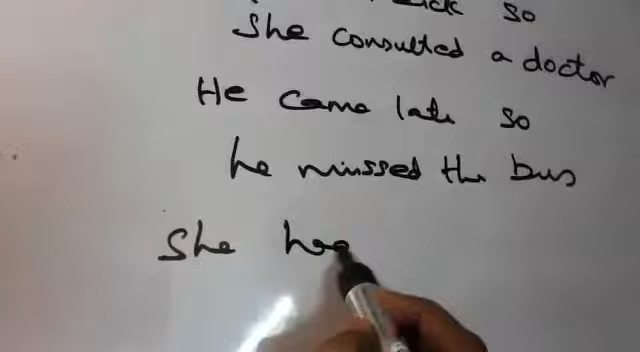 so
She consulted a doctor
He came late so
he missed the bus
She